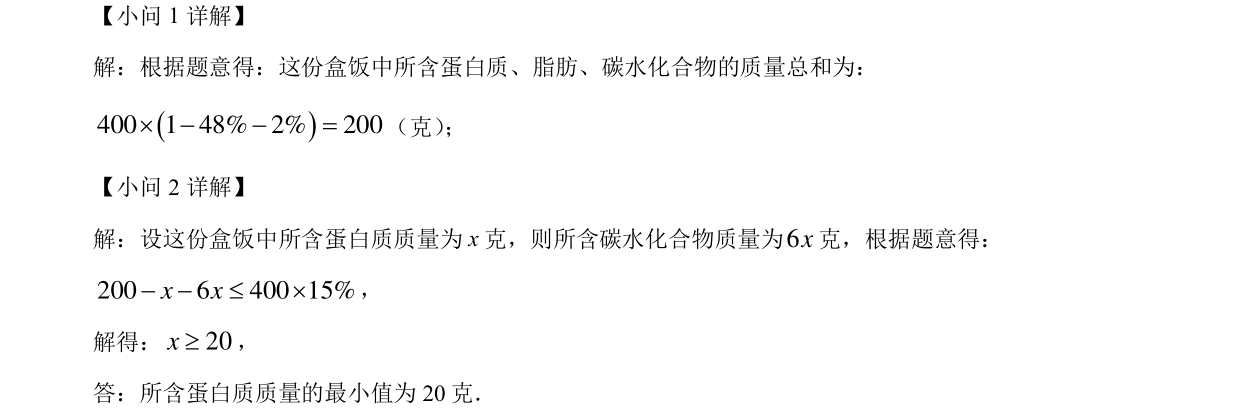 【小问 1 详解】
解：根据题意得：这份盒饭中所含蛋白质、脂肪、碳水化合物的质量总和为：
400×(1−48%−2%)=200（克）；
【小问 2 详解】
解：设这份盒饭中所含蛋白质质量为 x 克，则所含碳水化合物质量为6x 克，根据题意得：
200−x−6x≤400×15%，
解得：x≥20，
答：所含蛋白质质量的最小值为 20 克．